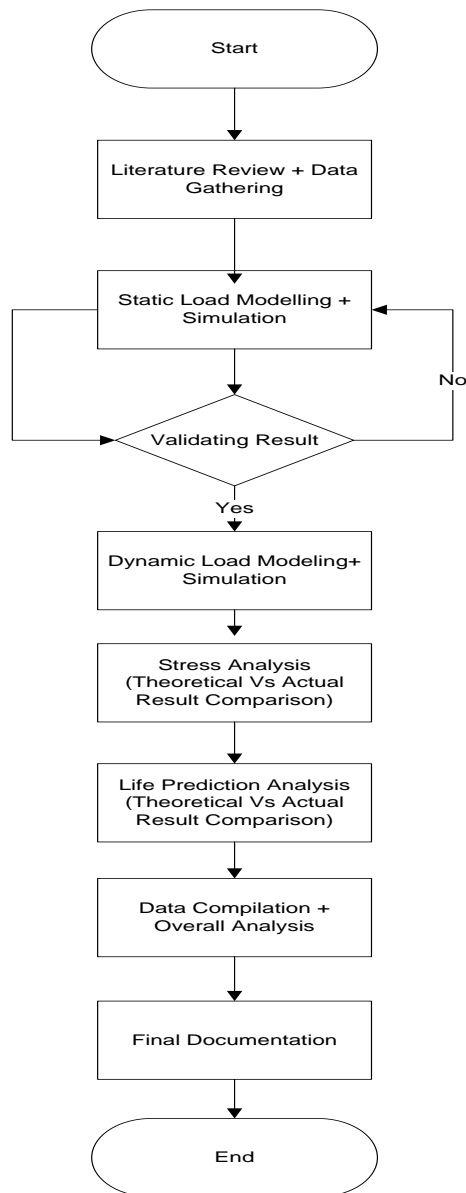 Start
Literature Review + Data
Gathering
Static Load Modelling +
Simulation
No
Validating Result
Yes
Dynamic Load Modeling+
Simulation
Stress Analysis
(Theoretical Vs Actual
Result Comparison)
Life Prediction Analysis
(Theoretical Vs Actual
Result Comparison)
Data Compilation +
Overall Analysis
Final Documentation
End